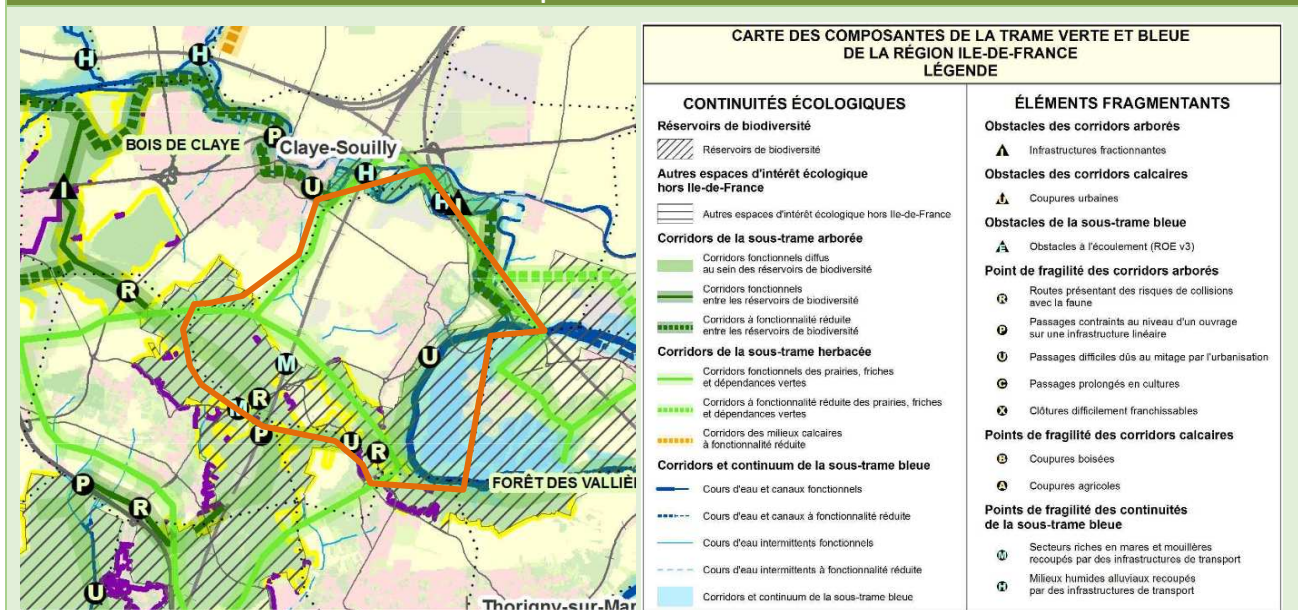 BOIS DE CLAYE
Claye-Souilly
FORÊT DES VALLIÈ
Thorigny-sur-Mar
H
H
P
H
U
H
I
I
R
U
M
M
R
P
U
R
P
R
U
CARTE DES COMPOSANTES DE LA TRAME VERTE ET BLEUE
DE LA RÉGION ILE-DE-FRANCE
LÉGENDE
CONTINUITÉS ÉCOLOGIQUES
Réservoirs de biodiversité
Réservoirs de biodiversité
Autres espaces d'intérêt écologique
hors Ile-de-France
Autres espaces d'intérêt écologique hors Ile-de-France
Corridors de la sous-trame arborée
Corridors fonctionnels diffus
au sein des réservoirs de biodiversité
Corridors fonctionnels
entre les réservoirs de biodiversité
Corridors à fonctionnalité réduite
entre les réservoirs de biodiversité
Corridors de la sous-trame herbacée
Corridors fonctionnels des prairies, friches
et dépendances vertes
Corridors à fonctionnalité réduite des prairies, friches
et dépendances vertes
Corridors des milieux calcaires
à fonctionnalité réduite
Corridors et continuum de la sous-trame bleue
Cours d'eau et canaux fonctionnels
Cours d'eau et canaux à fonctionnalité réduite
Cours d'eau intermittents fonctionnels
Cours d'eau intermittents à fonctionnalité réduite
Corridors et continuum de la sous-trame bleue
ÉLÉMENTS FRAGMENTANTS
Obstacles des corridors arborés
I Infrastructures fractionnantes
Obstacles des corridors calcaires
Coupures urbaines
Obstacles de la sous-trame bleue
E Obstacles à l'écoulement (ROE v3)
Point de fragilité des corridors arborés
R Routes présentant des risques de collisions
avec la faune
P Passages contraints au niveau d'un ouvrage
sur une infrastructure linéaire
U Passages difficiles dûs au mitage par l'urbanisation
C Passages prolongés en cultures
X Clôtures difficilement franchissables
Points de fragilité des corridors calcaires
B Coupures boisées
A Coupures agricoles
Points de fragilité des continuités
de la sous-trame bleue
M Secteurs riches en mares et mouillères
recoupés par des infrastructures de transport
H Milieux humides alluviaux recoupés
par des infrastructures de transport